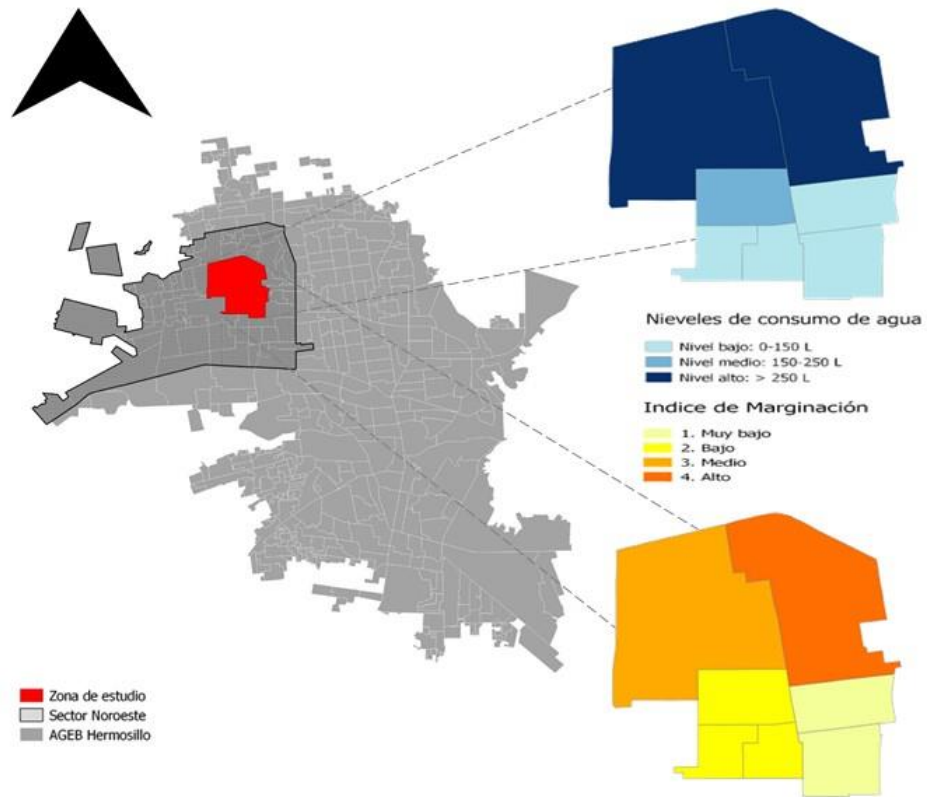 Nieveles de consumo de agua
Nivel bajo: 0-150 L
Nivel medio: 150-250 L
Nivel alto: > 250 L
Indice de Marginación
1. Muy bajo
2. Bajo
3. Medio
4. Alto
Zona de estudio
Sector Noroeste
AGEB Hermosillo